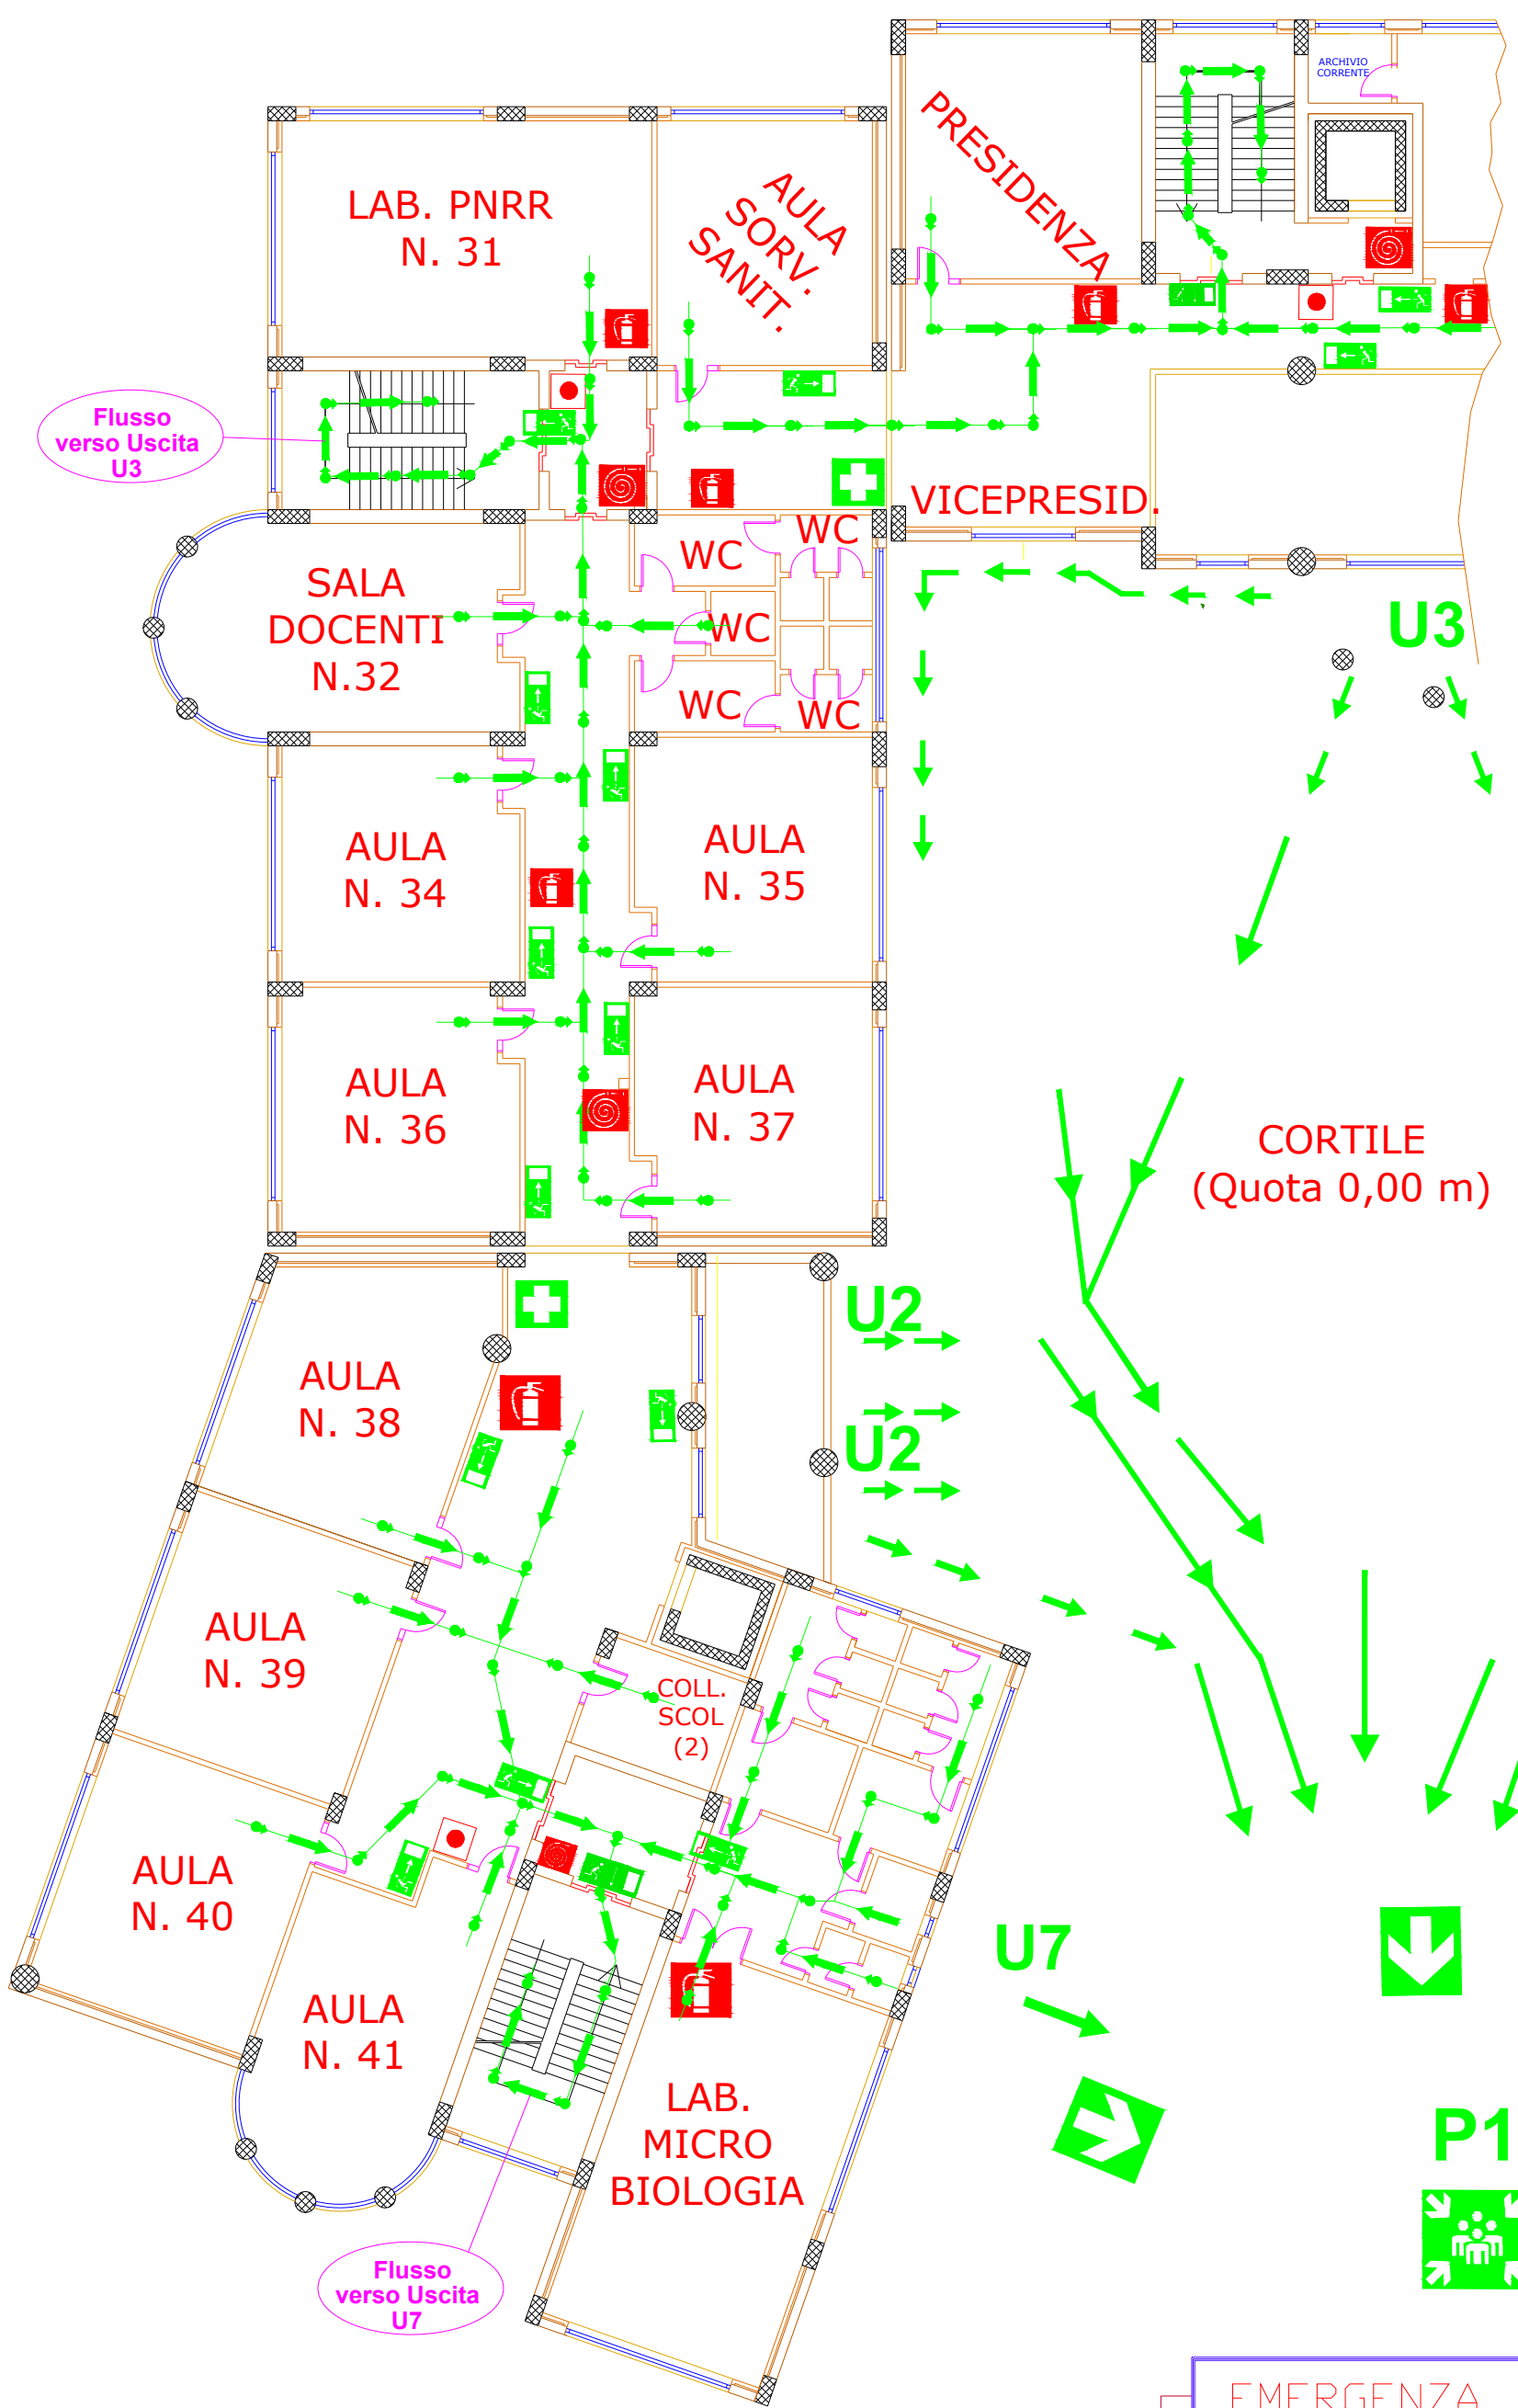 ARCHIVIO
CORRENTE
PRESIDENZA
LAB. PNRR
N. 31
AULA
SORV.
SANIT.
Flusso
verso Uscita
U3
VICEPRESID.
WC
WC
SALA
DOCENTI
N.32
WC
U3
WC
WC
AULA
N. 34
AULA
N. 35
AULA
N. 36
AULA
N. 37
CORTILE
(Quota 0,00 m)
U2
AULA
N. 38
U2
AULA
N. 39
COLL.
SCOL
(2)
AULA
N. 40
U7
AULA
N. 41
LAB.
MICRO
BIOLOGIA
P1
Flusso
verso Uscita
U7
EMERGENZA